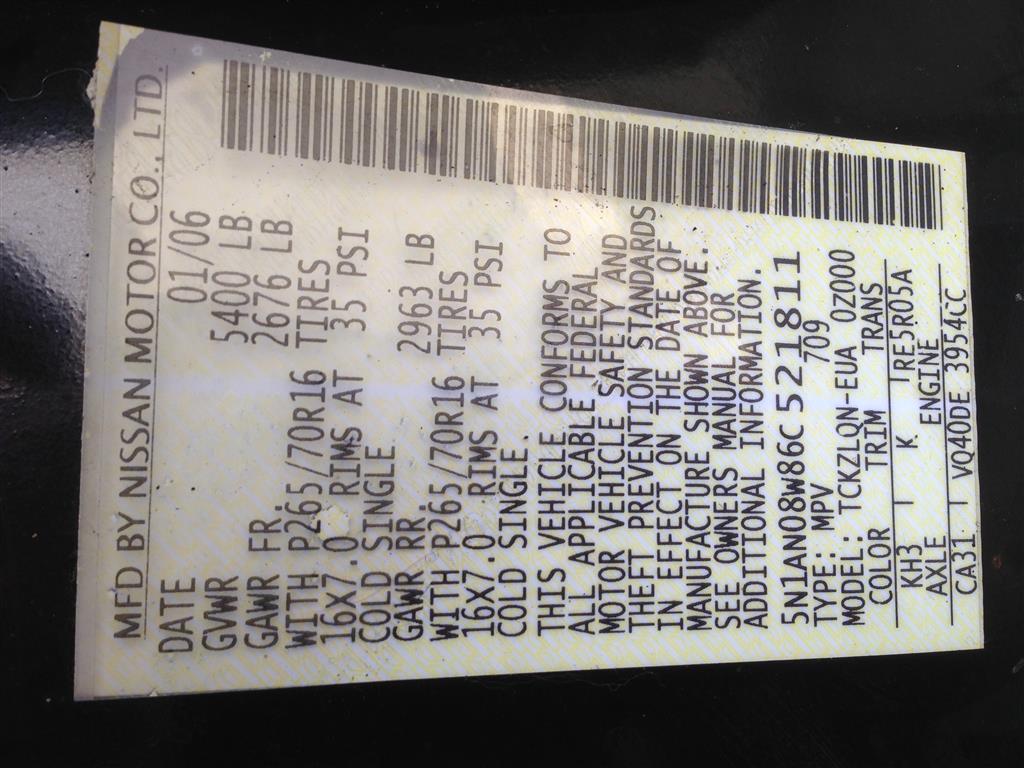 MFD BY NISSAN MOTOR CO., LTD.
DATE 01/06
GVWR 5400 LB
GAWR FR. 2676 LB
WITH P265/70R16 TIRES
16X7.0 RIMS AT 35 PSI
COLD SINGLE
GAWR RR. 2963 LB
WITH P265/70R16 TIRES
16X7.0 RIMS AT 35 PSI
COLD SINGLE
THIS VEHICLE CONFORMS TO
ALL APPLICABLE FEDERAL
MOTOR VEHICLE SAFETY AND
THEFT PREVENTION STANDARDS
IN EFFECT ON THE DATE OF
MANUFACTURE SHOWN ABOVE.
SEE OWNERS MANUAL FOR
ADDITIONAL INFORMATION.
5N1AN08W86C521811
TYPE: MPV 709
MODEL: TCKZLQN-EUA 0Z000
COLOR TRIM TRANS
KH3 K RE5R05A
AXLE ENGINE
CA31 VQ40DE 3954CC